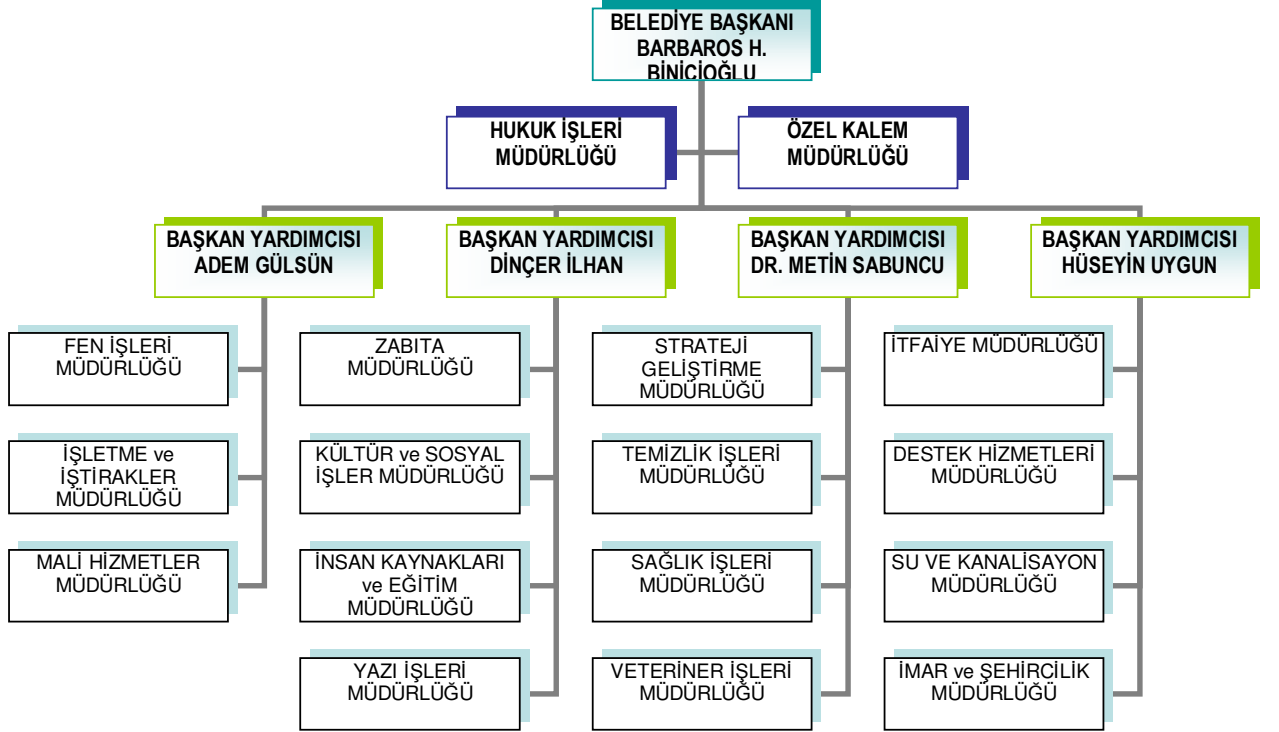 BELEDİYE BAŞKANI
BARBAROS H.
BİNİCİOĞLU
HUKUK İŞLERİ
MÜDÜRLÜĞÜ
ÖZEL KALEM
MÜDÜRLÜĞÜ
BAŞKAN YARDIMCISI
ADEM GÜLSÜN
BAŞKAN YARDIMCISI
DİNÇER İLHAN
BAŞKAN YARDIMCISI
DR. METİN SABUNCU
BAŞKAN YARDIMCISI
HÜSEYİN UYGUN
FEN İŞLERİ
MÜDÜRLÜĞÜ
İŞLETME ve
İŞTİRAKLER
MÜDÜRLÜĞÜ
MALİ HİZMETLER
MÜDÜRLÜĞÜ
ZABITA
MÜDÜRLÜĞÜ
KÜLTÜR ve SOSYAL
İŞLER MÜDÜRLÜĞÜ
İNSAN KAYNAKLARI
ve EĞİTİM
MÜDÜRLÜĞÜ
YAZI İŞLERİ
MÜDÜRLÜĞÜ
STRATEJİ
GELİŞTİRME
MÜDÜRLÜĞÜ
TEMİZLİK İŞLERİ
MÜDÜRLÜĞÜ
SAĞLIK İŞLERİ
MÜDÜRLÜĞÜ
VETERİNER İŞLERİ
MÜDÜRLÜĞÜ
İTFAİYE MÜDÜRLÜĞÜ
DESTEK HİZMETLERİ
MÜDÜRLÜĞÜ
SU VE KANALİSAYON
MÜDÜRLÜĞÜ
İMAR ve ŞEHİRCİLİK
MÜDÜRLÜĞÜ